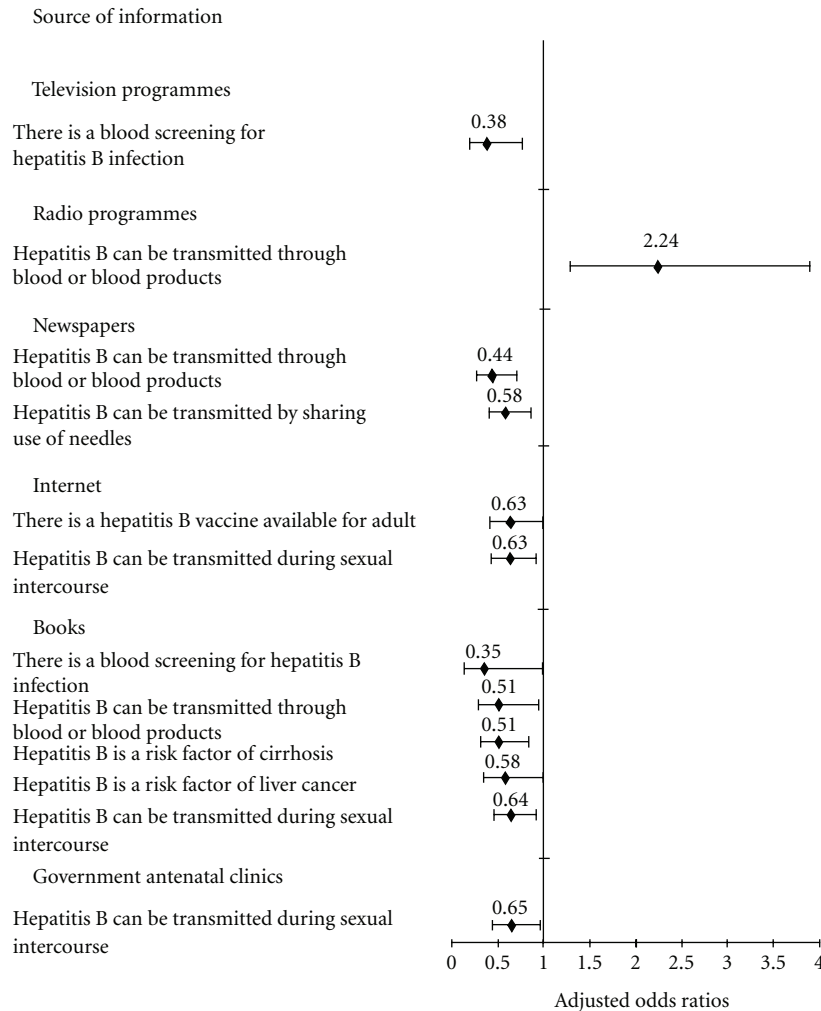 Source of information
Television programmes
0.38
There is a blood screening for
hepatitis B infection
Radio programmes
2.24
Hepatitis B can be transmitted through
blood or blood products
Newspapers
Hepatitis B can be transmitted through
0.44
blood or blood products
0.58
Hepatitis B can be transmitted by sharing
use of needles
Internet
0.63
There is a hepatitis B vaccine available for adult
0.63
Hepatitis B can be transmitted during sexual
intercourse
Books
0.35
There is a blood screening for hepatitis B
infection
0.51
Hepatitis B can be transmitted through
blood or blood products
0.51
Hepatitis B is a risk factor of cirrhosis
0.58
Hepatitis B is a risk factor of liver cancer
0.64
Hepatitis B can be transmitted during sexual
intercourse
Government antenatal clinics
0.65
Hepatitis B can be transmitted during sexual
intercourse
0 0.5 1 1.5 2 2.5 3 3.5 4
Adjusted odds ratios